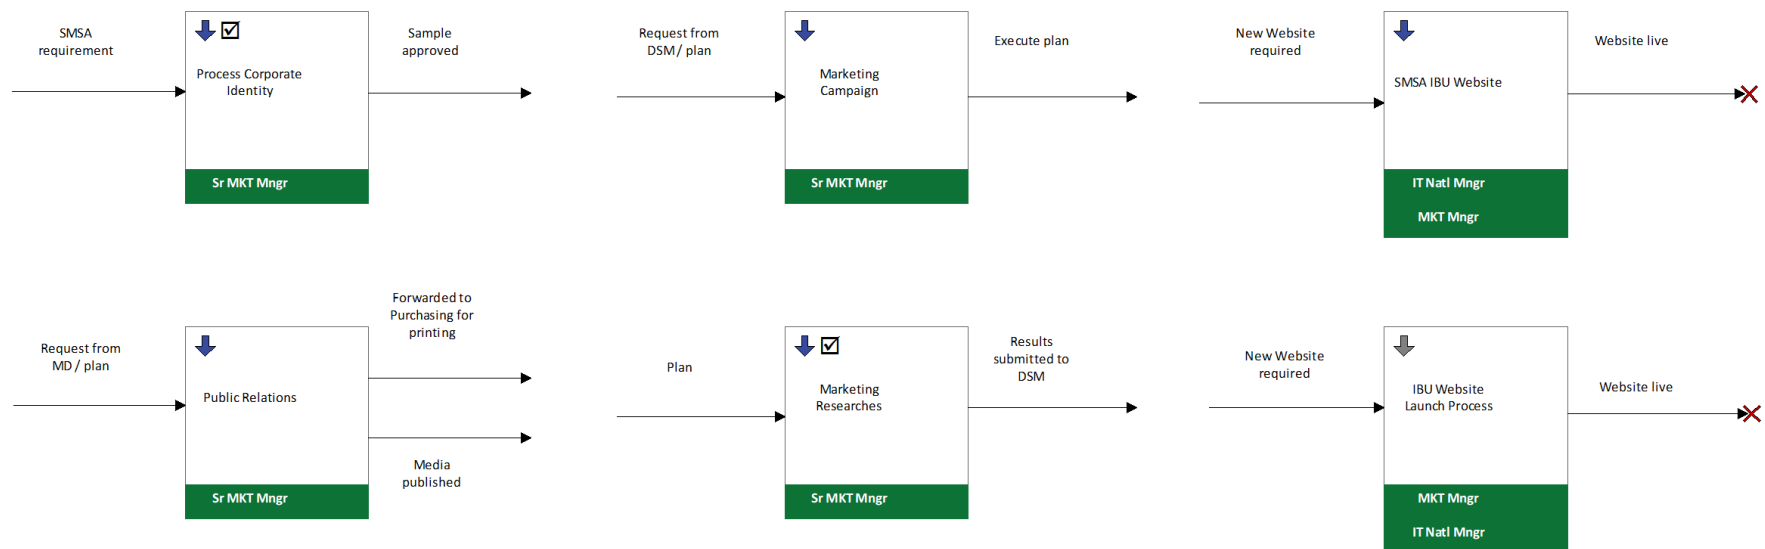 SMSA
requirement
Process Corporate
Identity
Sr MKT Mngr
Sample
approved
Request from
DSM / plan
Marketing
Campaign
Sr MKT Mngr
Execute plan
New Website
required
SMSA IBU Website
IT Natl Mngr
MKT Mngr
Website live
Request from
MD / plan
Public Relations
Sr MKT Mngr
Forwarded to
Purchasing for
printing
Media
published
Plan
Marketing
Researches
Sr MKT Mngr
Results
submitted to
DSM
New Website
required
IBU Website
Launch Process
MKT Mngr
IT Natl Mngr
Website live